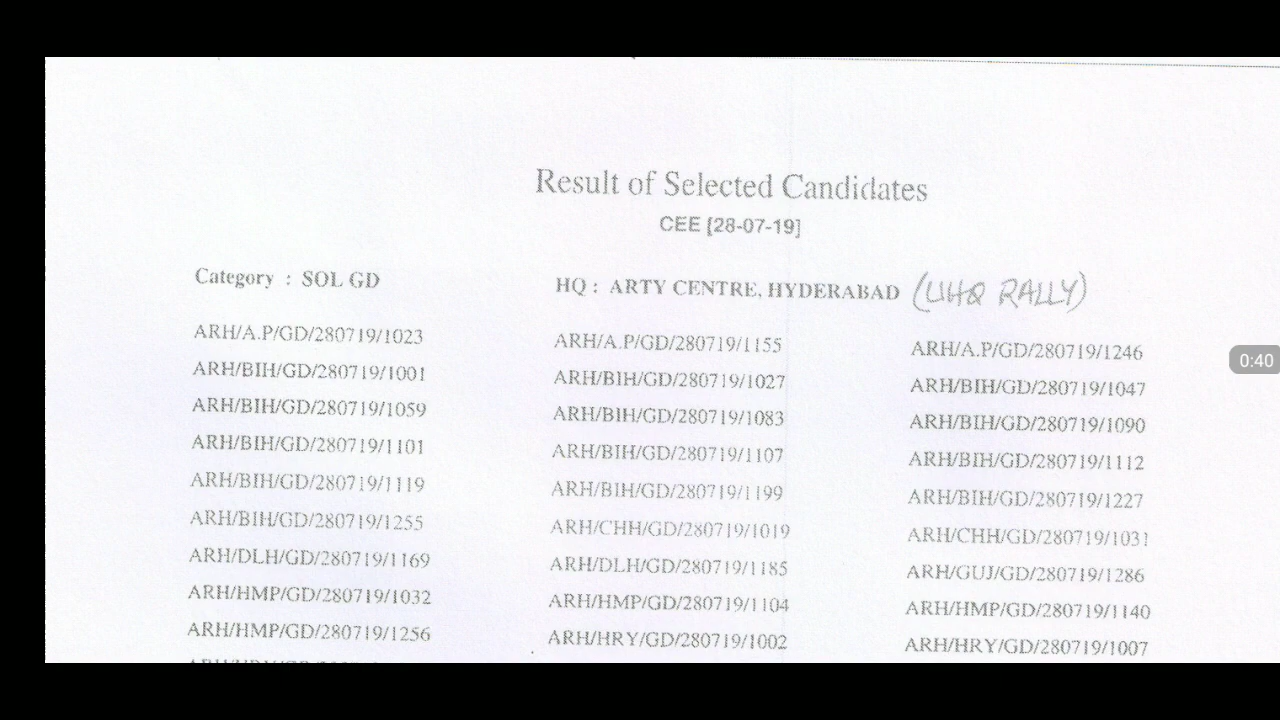 Result of Selected Candidates
CEE [28-07-19]
Category : SOL GD HQ : ARTY CENTRE, HYDERABAD (UHQ RALLY)
ARH/A.P/GD/280719/1023 ARH/A.P/GD/280719/1155 ARH/A.P/GD/280719/1246
ARH/BIH/GD/280719/1001 ARH/BIH/GD/280719/1027 ARH/BIH/GD/280719/1047
ARH/BIH/GD/280719/1059 ARH/BIH/GD/280719/1083 ARH/BIH/GD/280719/1090
ARH/BIH/GD/280719/1101 ARH/BIH/GD/280719/1107 ARH/BIH/GD/280719/1112
ARH/BIH/GD/280719/1119 ARH/BIH/GD/280719/1199 ARH/BIH/GD/280719/1227
ARH/BIH/GD/280719/1255 ARH/CHH/GD/280719/1019 ARH/CHH/GD/280719/1031
ARH/DLH/GD/280719/1169 ARH/DLH/GD/280719/1185 ARH/GUJ/GD/280719/1286
ARH/HMP/GD/280719/1032 ARH/HMP/GD/280719/1104 ARH/HMP/GD/280719/1140
ARH/HMP/GD/280719/1256 ARH/HRY/GD/280719/1002 ARH/HRY/GD/280719/1007
0:40